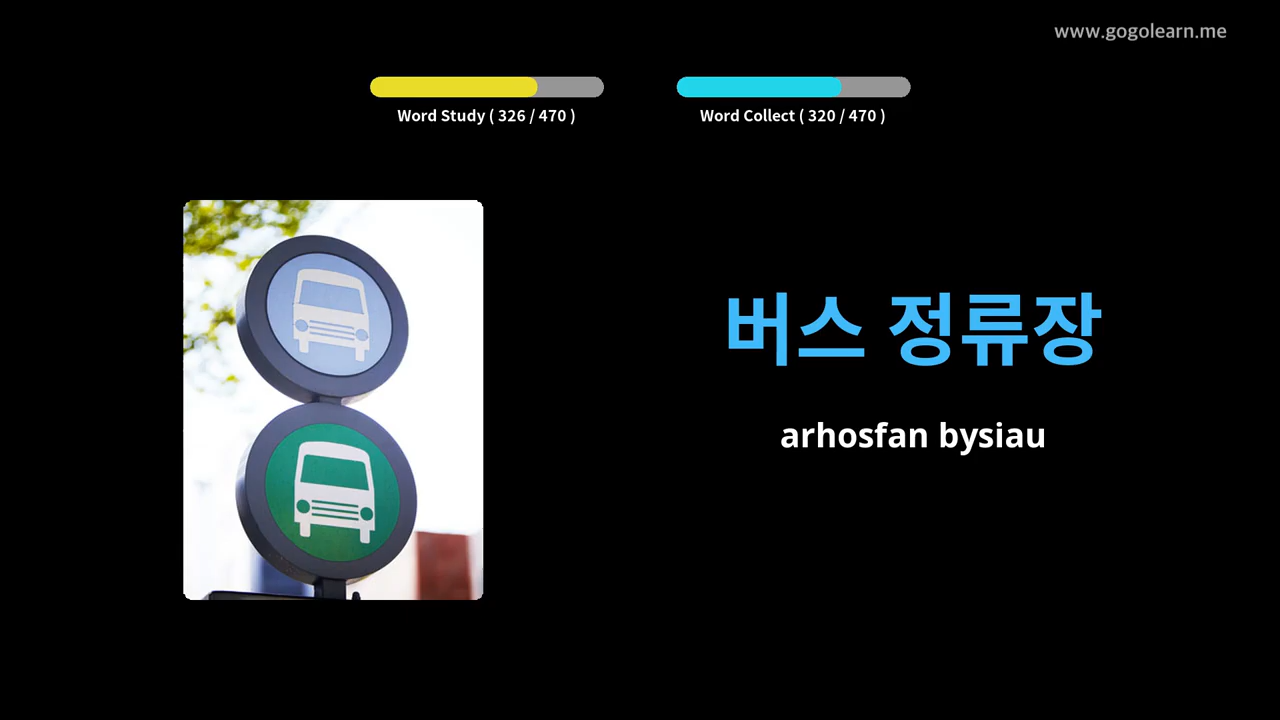 www.gogolearn.me
Word Study ( 326 / 470 )
Word Collect ( 320 / 470 )
버스 정류장
arhosfan bysiau